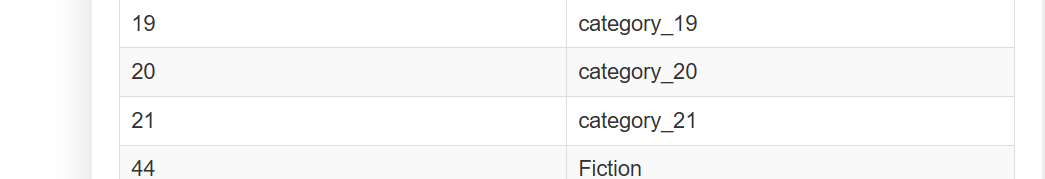 19 category_19
20 category_20
21 category_21
44 Fiction